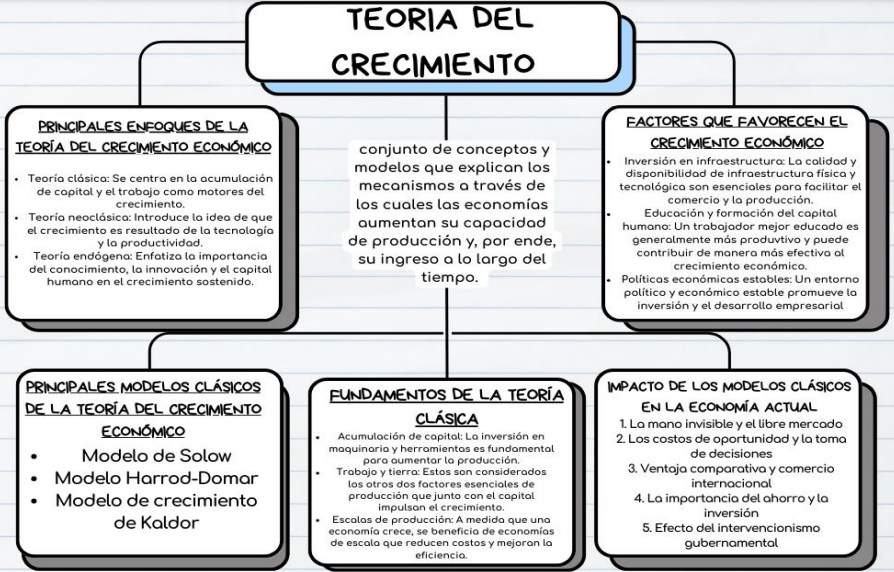 TEORIA DEL
CRECIMIENTO
PRINCIPALES ENFOQUES DE LA
TEORÍA DEL CRECIMIENTO ECONÓMICO
• Teoría clásica: Se centra en la acumulación
de capital y el trabajo como motores del
crecimiento.
• Teoría neoclásica: Introduce la idea de que
el crecimiento es resultado de la tecnología
y la productividad.
• Teoría endógena: Enfatiza la importancia
del conocimiento, la innovación y el capital
humano en el crecimiento sostenido.
conjunto de conceptos y
modelos que explican los
mecanismos a través de
los cuales las economías
aumentan su capacidad
de producción y, por ende,
su ingreso a lo largo del
tiempo.
FACTORES QUE FAVORECEN EL
CRECIMIENTO ECONÓMICO
• Inversión en infraestructura: La calidad y
disponibilidad de infraestructura física y
tecnológica son esenciales para facilitar el
comercio y la producción.
• Educación y formación del capital
humano: Un trabajador mejor educado es
generalmente más produvtivo y puede
contribuir de manera más efectiva al
crecimiento económico.
• Políticas económicas estables: Un entorno
político y económico estable promueve la
inversión y el desarrollo empresarial
PRINCIPALES MODELOS CLÁSICOS
DE LA TEORÍA DEL CRECIMIENTO
ECONÓMICO
• Modelo de Solow
• Modelo Harrod-Domar
• Modelo de crecimiento
de Kaldor
FUNDAMENTOS DE LA TEORÍA
CLÁSICA
• Acumulación de capital: La inversión en
maquinaria y herramientas es fundamental
para aumentar la producción.
• Trabajo y tierra: Estos son considerados
los otros dos factores esenciales de
producción que junto con el capital
impulsan el crecimiento.
• Escalas de producción: A medida que una
economía crece, se beneficia de economías
de escala que reducen costos y mejoran la
eficiencia.
IMPACTO DE LOS MODELOS CLÁSICOS
EN LA ECONOMÍA ACTUAL
1. La mano invisible y el libre mercado
2. Los costos de oportunidad y la toma
de decisiones
3. Ventaja comparativa y comercio
internacional
4. La importancia del ahorro y la
inversión
5. Efecto del intervencionismo
gubernamental